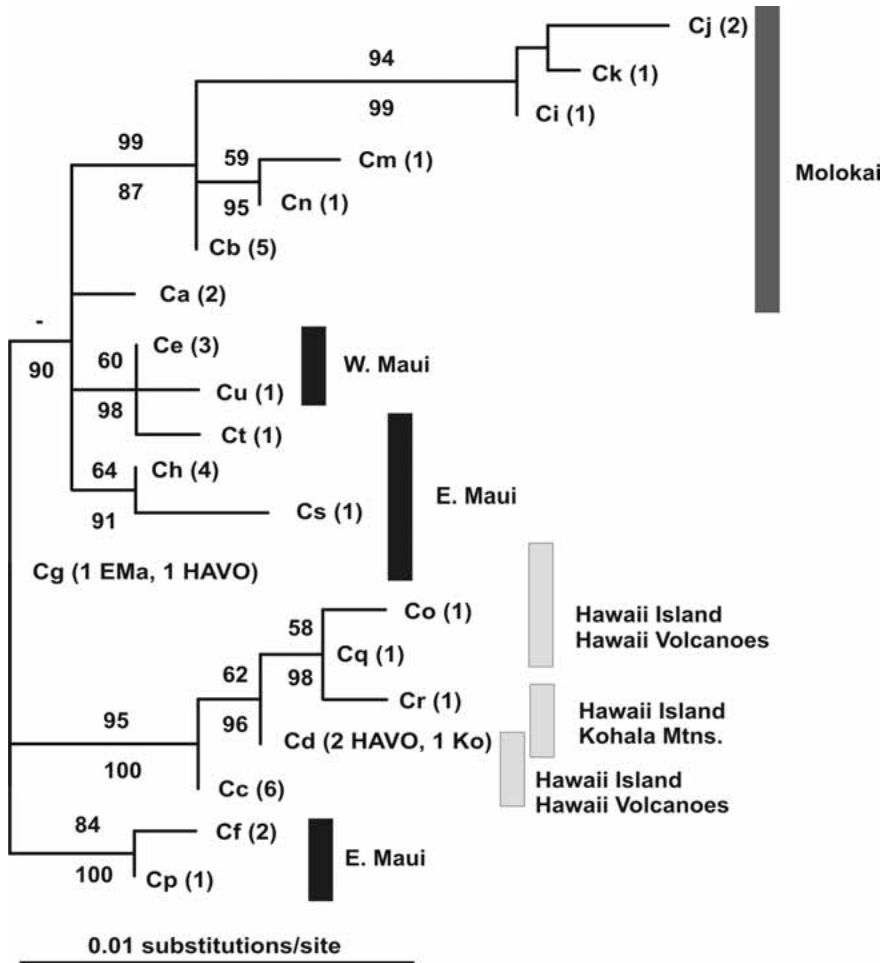 94
Cj (2)
Ck (1)
99
Ci (1)
99
59
Cm (1)
Molokai
87
95
Cn (1)
Cb (5)
Ca (2)
-
60
Ce (3)
W. Maui
90
Cu (1)
98
Ct (1)
64
Ch (4)
E. Maui
91
Cs (1)
Cg (1 EMa, 1 HAVO)
58
Co (1)
Hawaii Island
Hawaii Volcanoes
62
Cq (1)
98
Cr (1)
Hawaii Island
Kohala Mtns.
95
96
Cd (2 HAVO, 1 Ko)
100
Cc (6)
Hawaii Island
Hawaii Volcanoes
84
Cf (2)
E. Maui
100
Cp (1)
0.01 substitutions/site